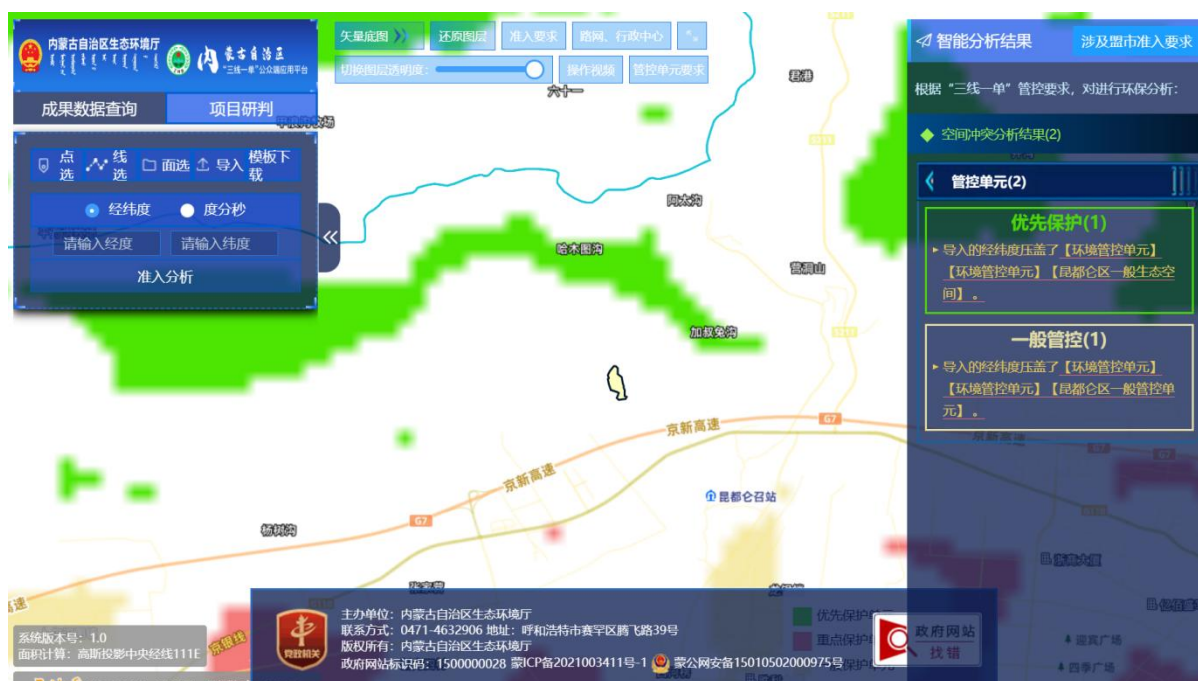 内蒙古自治区生态环境厅
内蒙古自治区
"三线一单"公众端应用平台
成果数据查询
项目研判
点选
线选
面选
导入
模板下载
经纬度
度分秒
请输入经度
请输入纬度
准入分析
矢量底图
还原图层
准入要求
路网、行政中心
切换图层透明度:
操作视频
管控单元要求
六十一
君港
S211
阿太沟
哈木图沟
营洞山
加叔兔沟
S211
京新高速
G7
京新高速
昆都仑召站
G7
杨树沟
京新高速
G7
G7
G110
迎宾广场
四季广场
京银线
智能分析结果
涉及盟市准入要求
根据“三线一单”管控要求，对进行环保分析：
空间冲突分析结果(2)
管控单元(2)
优先保护(1)
导入的经纬度压盖了【环境管控单元】
【环境管控单元】【昆都仑区一般生态空
间】。
一般管控(1)
导入的经纬度压盖了【环境管控单元】
【环境管控单元】【昆都仑区一般管控单
元】。
系统版本号：1.0
面积计算：高斯投影中央经线111E
党政机关
主办单位：内蒙古自治区生态环境厅
联系方式：0471-4632906 地址：呼和浩特市赛罕区腾飞路39号
版权所有：内蒙古自治区生态环境厅
政府网站标识码：1500000028 蒙ICP备2021003411号-1 蒙公网安备15010502000975号
优先保护
重点保护
政府网站
找错